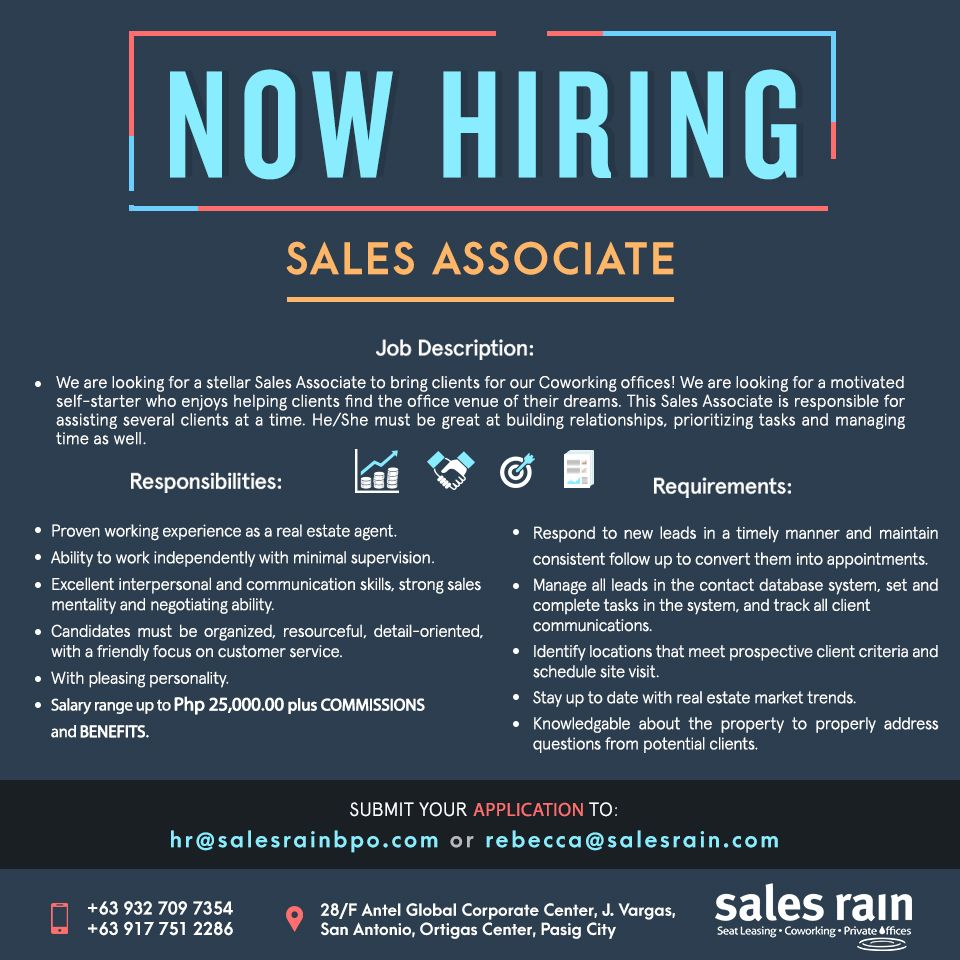 NOW HIRING
SALES ASSOCIATE
Job Description:
• We are looking for a stellar Sales Associate to bring clients for our Coworking offices! We are looking for a motivated
self-starter who enjoys helping clients find the office venue of their dreams. This Sales Associate is responsible for
assisting several clients at a time. He/She must be great at building relationships, prioritizing tasks and managing
time as well.
Responsibilities:
• Proven working experience as a real estate agent.
• Ability to work independently with minimal supervision.
• Excellent interpersonal and communication skills, strong sales
mentality and negotiating ability.
• Candidates must be organized, resourceful, detail-oriented,
with a friendly focus on customer service.
• With pleasing personality.
• Salary range up to Php 25,000.00 plus COMMISSIONS
and BENEFITS.
Requirements:
• Respond to new leads in a timely manner and maintain
consistent follow up to convert them into appointments.
• Manage all leads in the contact database system, set and
complete tasks in the system, and track all client
communications.
• Identify locations that meet prospective client criteria and
schedule site visit.
• Stay up to date with real estate market trends.
• Knowledgable about the property to properly address
questions from potential clients.
SUBMIT YOUR APPLICATION TO:
hr@salesrainbpo.com or rebecca@salesrain.com
+63 932 709 7354
+63 917 751 2286
28/F Antel Global Corporate Center, J. Vargas,
San Antonio, Ortigas Center, Pasig City
sales rain
Seat Leasing • Coworking • Private Offices